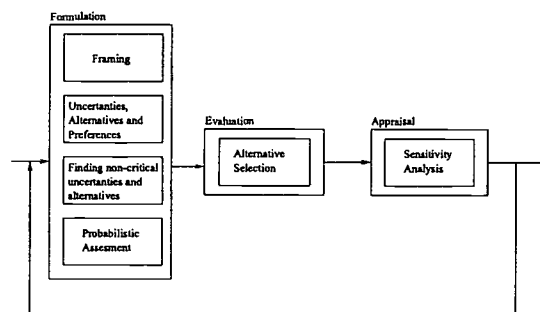 Formulation
Framing
Uncertanties,
Alternatives and
Preferences
Finding non-critical
uncertanties and
alternatives
Probabilistic
Assesment
Evaluation
Alternative
Selection
Appraisal
Sensitivity
Analysis